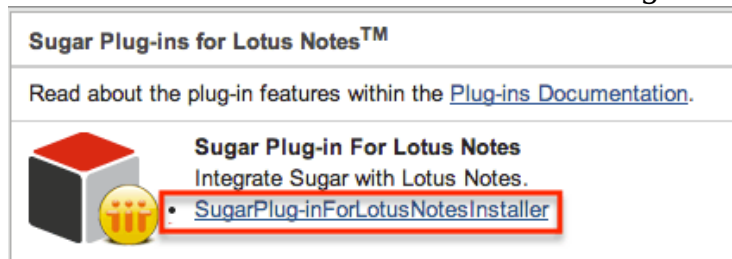 Sugar Plug-ins for Lotus Notes™
Read about the plug-in features within the Plug-ins Documentation.
Sugar Plug-in For Lotus Notes
Integrate Sugar with Lotus Notes.
• SugarPlug-inForLotusNotesInstaller